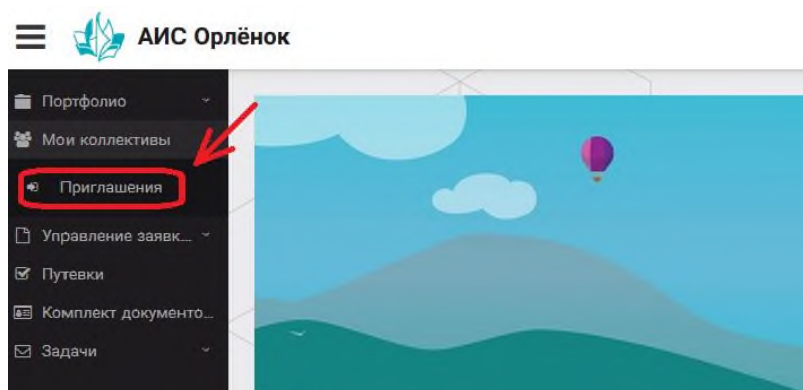 АИС Орлёнок
Портфолио
Мои коллективы
Приглашения
Управление заявк...
Путевки
Комплект документо...
Задачи